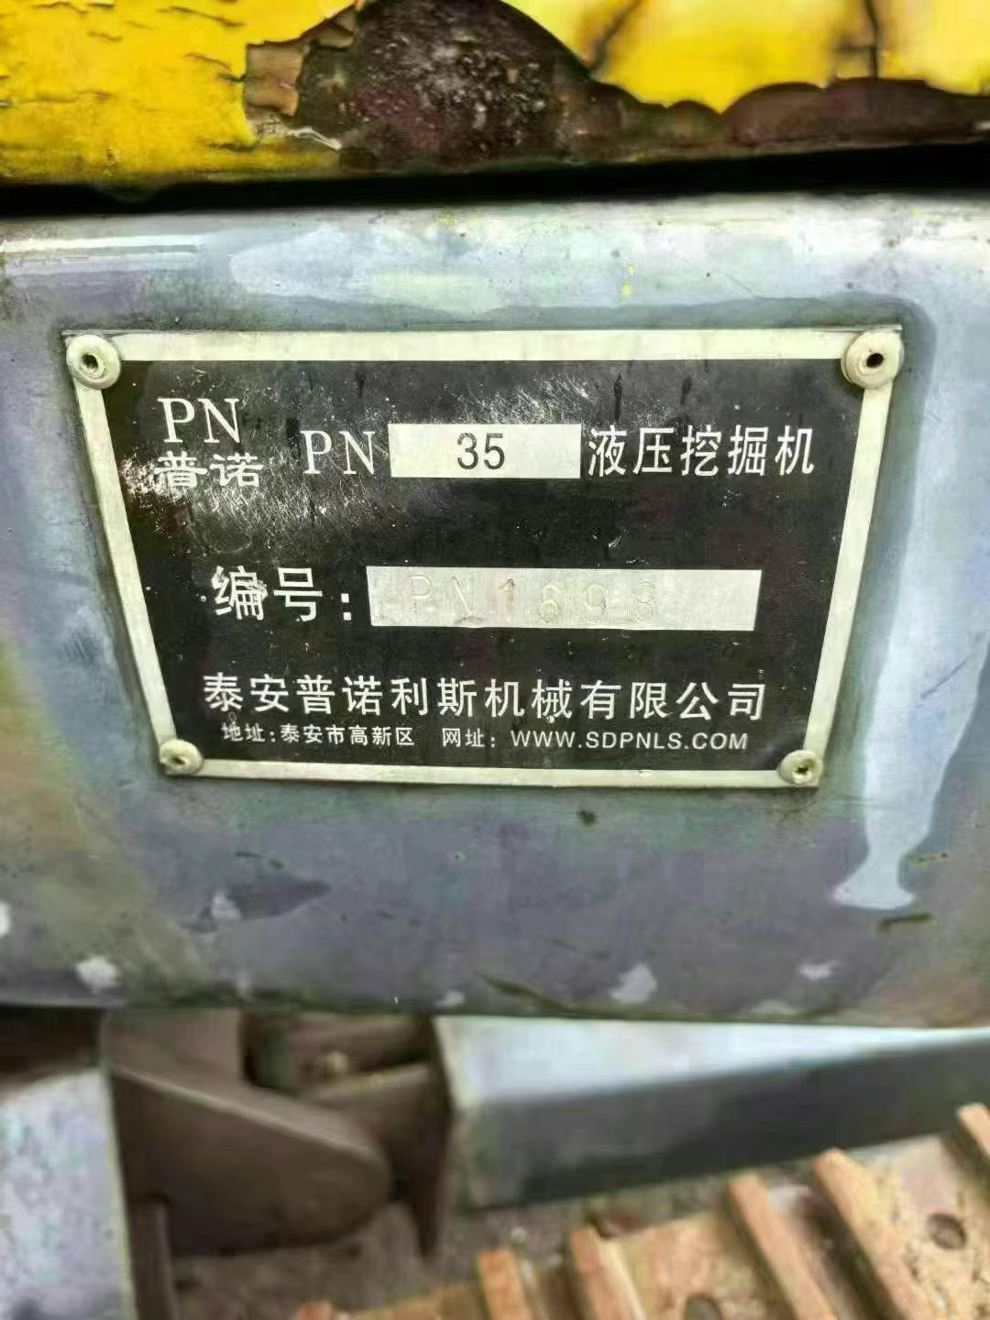 PN
普诺
PN 35 液压挖掘机
编号: PN1698
泰安普诺利斯机械有限公司
地址:泰安市高新区 网址: WWW.SDPNLS.COM